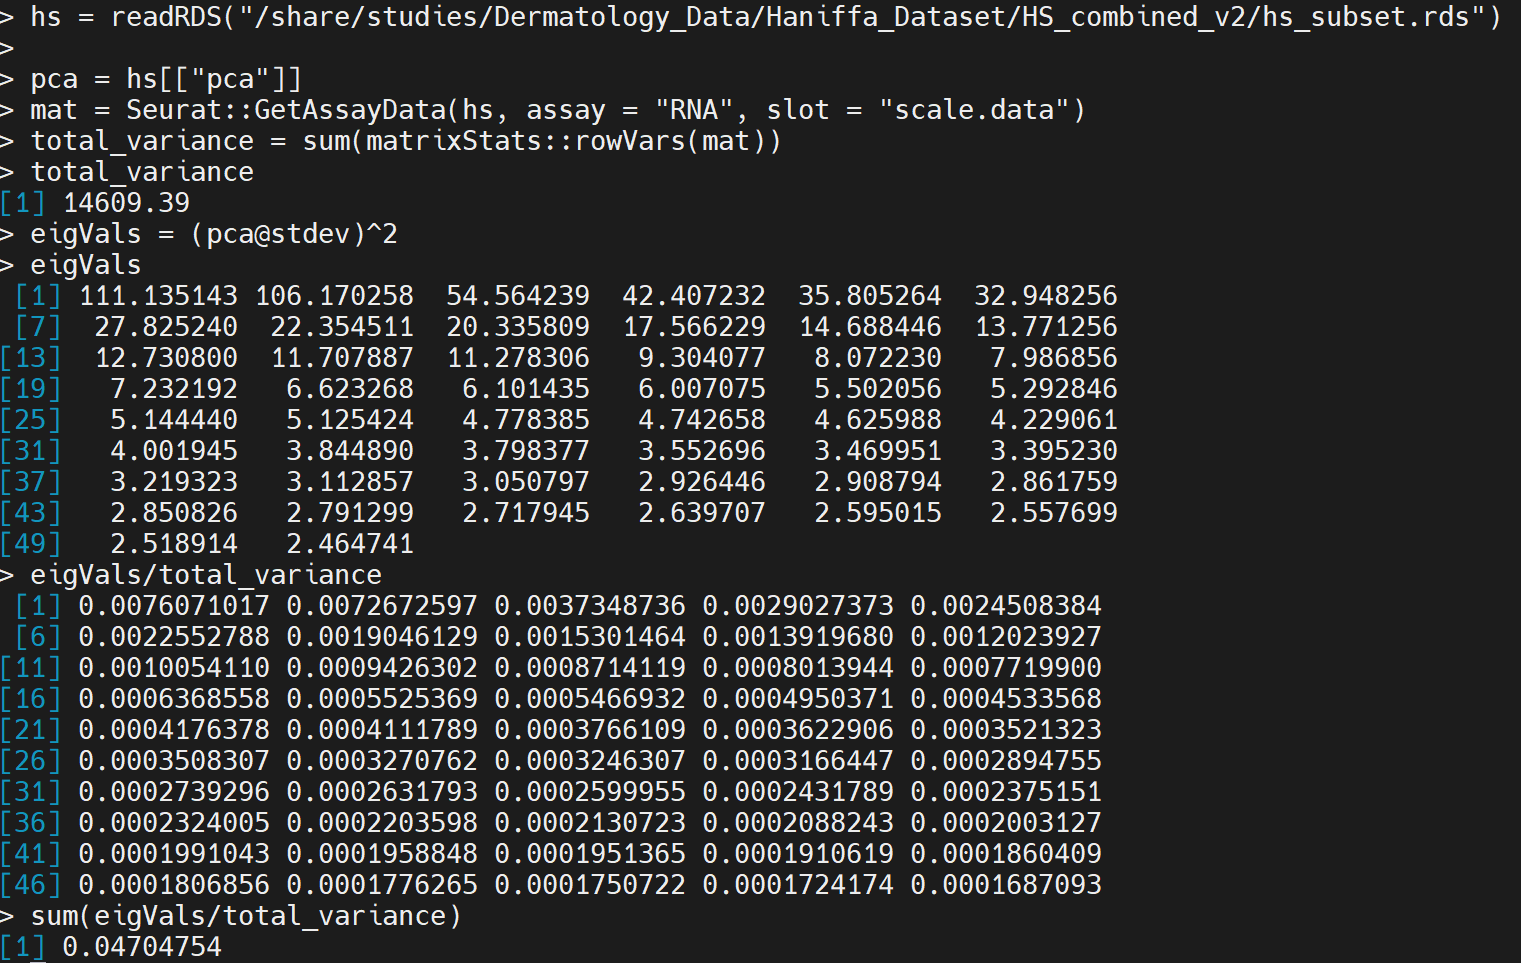 > hs = readRDS("/share/studies/Dermatology_Data/Haniffa_Dataset/HS_combined_v2/hs_subset.rds")
>
> pca = hs[["pca"]]
> mat = Seurat::GetAssayData(hs, assay = "RNA", slot = "scale.data")
> total_variance = sum(matrixStats::rowVars(mat))
> total_variance
[1] 14609.39
> eigVals = (pca@stdev)^2
> eigVals
[1] 111.135143 106.170258 54.564239 42.407232 35.805264 32.948256
[7] 27.825240 22.354511 20.335809 17.566229 14.688446 13.771256
[13] 12.730800 11.707887 11.278306 9.304077 8.072230 7.986856
[19] 7.232192 6.623268 6.101435 6.007075 5.502056 5.292846
[25] 5.144440 5.125424 4.778385 4.742658 4.625988 4.229061
[31] 4.001945 3.844890 3.798377 3.552696 3.469951 3.395230
[37] 3.219323 3.112857 3.050797 2.926446 2.908794 2.861759
[43] 2.850826 2.791299 2.717945 2.639707 2.595015 2.557699
[49] 2.518914 2.464741
> eigVals/total_variance
[1] 0.0076071017 0.0072672597 0.0037348736 0.0029027373 0.0024508384
[6] 0.0022552788 0.0019046129 0.0015301464 0.0013919680 0.0012023927
[11] 0.0010054110 0.0009426302 0.0008714119 0.0008013944 0.0007719900
[16] 0.0006368558 0.0005525369 0.0005466932 0.0004950371 0.0004533568
[21] 0.0004176378 0.0004111789 0.0003766109 0.0003622906 0.0003521323
[26] 0.0003508307 0.0003270762 0.0003246307 0.0003166447 0.0002894755
[31] 0.0002739296 0.0002631793 0.0002599955 0.0002431789 0.0002375151
[36] 0.0002324005 0.0002203598 0.0002130723 0.0002088243 0.0002003127
[41] 0.0001991043 0.0001958848 0.0001951365 0.0001910619 0.0001860409
[46] 0.0001806856 0.0001776265 0.0001750722 0.0001724174 0.0001687093
> sum(eigVals/total_variance)
[1] 0.04704754